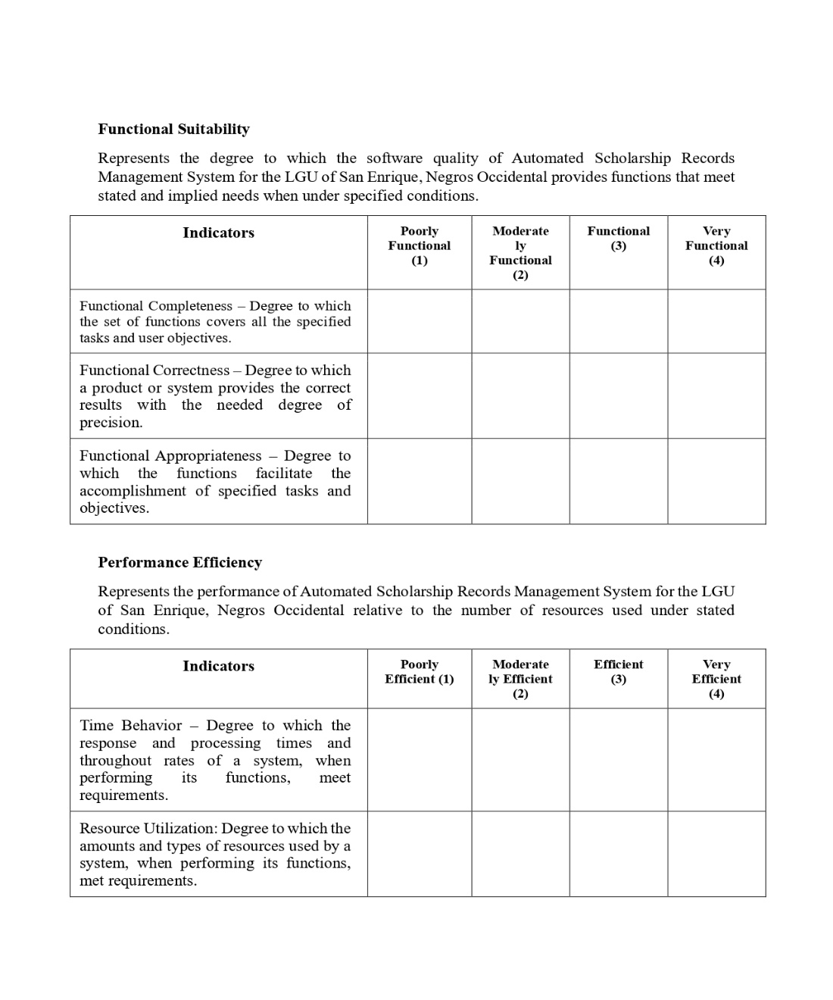 Functional Suitability
Represents the degree to which the software quality of Automated Scholarship Records
Management System for the LGU of San Enrique, Negros Occidental provides functions that meet
stated and implied needs when under specified conditions.
Indicators
Poorly
Functional
(1)
Moderate
ly
Functional
(2)
Functional
(3)
Very
Functional
(4)
Functional Completeness – Degree to which
the set of functions covers all the specified
tasks and user objectives.
Functional Correctness – Degree to which
a product or system provides the correct
results with the needed degree of
precision.
Functional Appropriateness – Degree to
which the functions facilitate the
accomplishment of specified tasks and
objectives.
Performance Efficiency
Represents the performance of Automated Scholarship Records Management System for the LGU
of San Enrique, Negros Occidental relative to the number of resources used under stated
conditions.
Indicators
Poorly
Efficient (1)
Moderate
ly Efficient
(2)
Efficient
(3)
Very
Efficient
(4)
Time Behavior – Degree to which the
response and processing times and
throughout rates of a system, when
performing its functions, meet
requirements.
Resource Utilization: Degree to which the
amounts and types of resources used by a
system, when performing its functions,
met requirements.